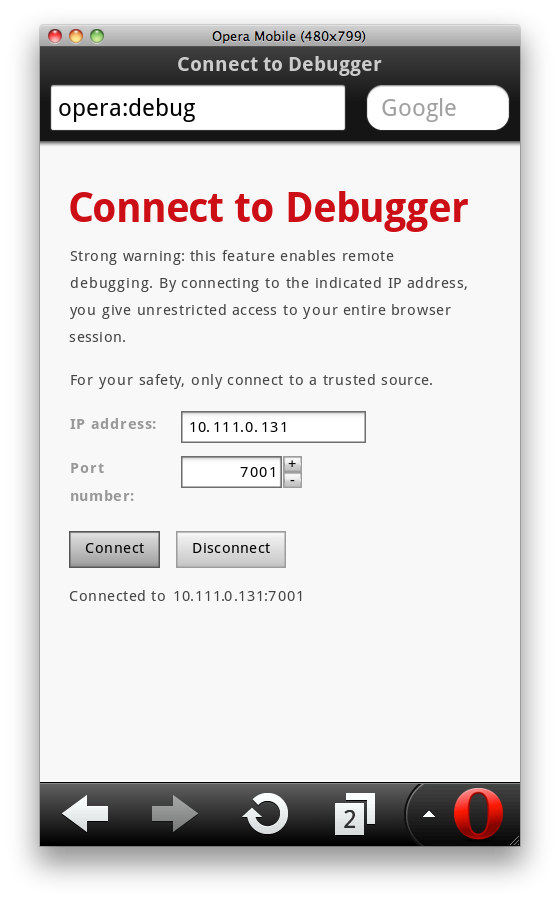 Opera Mobile (480x799)
Connect to Debugger
opera:debug
Google
Connect to Debugger
Strong warning: this feature enables remote
debugging. By connecting to the indicated IP address,
you give unrestricted access to your entire browser
session.
For your safety, only connect to a trusted source.
IP address:
10.111.0.131
Port
number:
7001
+
-
Connect
Disconnect
Connected to 10.111.0.131:7001
2